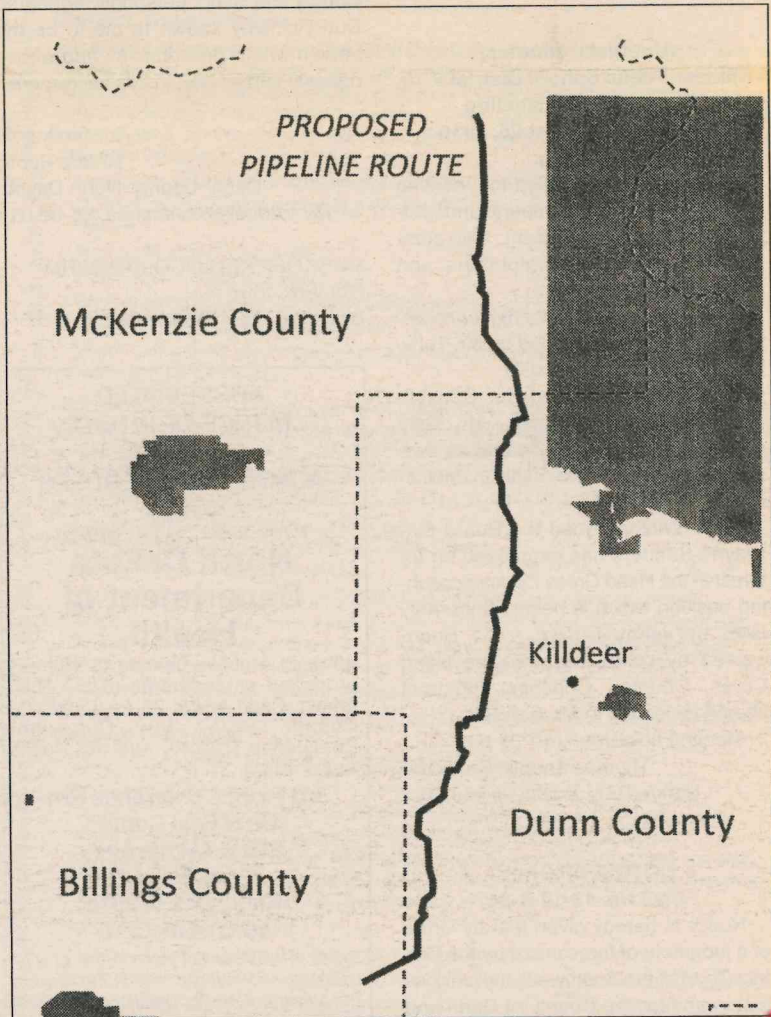 PROPOSED
PIPELINE ROUTE
McKenzie County
Killdeer
Dunn County
Billings County